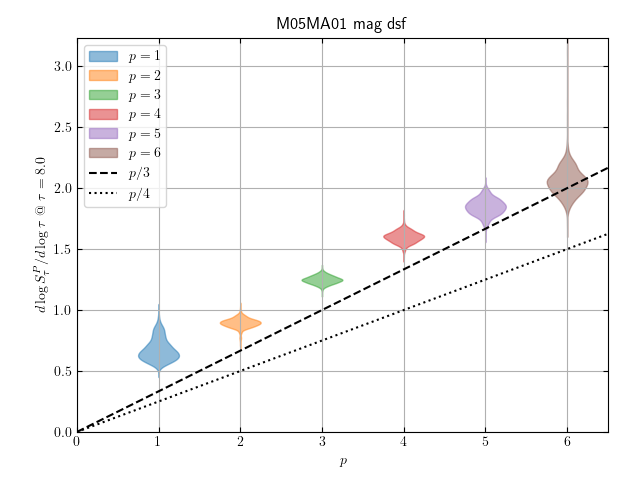 M05MA01 mag dsf
d log S_τ^P / d log τ @ τ = 8.0
3.0
2.5
2.0
1.5
1.0
0.5
0.0
p = 1
p = 2
p = 3
p = 4
p = 5
p = 6
p/3
p/4
0 1 2 3 4 5 6
p